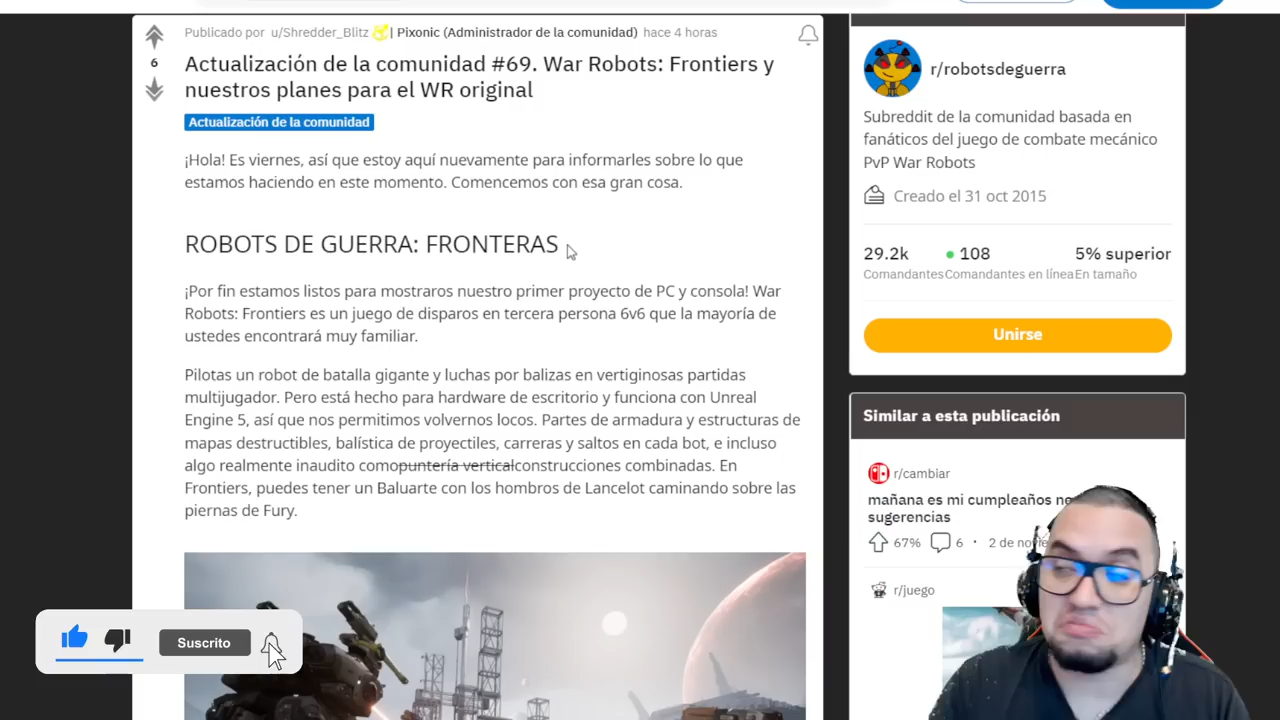 Publicado por u/Shredder_Blitz | Pixonic (Administrador de la comunidad) hace 4 horas
6
Actualización de la comunidad #69. War Robots: Frontiers y
nuestros planes para el WR original
Actualización de la comunidad
¡Hola! Es viernes, así que estoy aquí nuevamente para informarles sobre lo que
estamos haciendo en este momento. Comencemos con esa gran cosa.
ROBOTS DE GUERRA: FRONTERAS
¡Por fin estamos listos para mostraros nuestro primer proyecto de PC y consola! War
Robots: Frontiers es un juego de disparos en tercera persona 6v6 que la mayoría de
ustedes encontrará muy familiar.
Pilotas un robot de batalla gigante y luchas por balizas en vertiginosas partidas
multijugador. Pero está hecho para hardware de escritorio y funciona con Unreal
Engine 5, así que nos permitimos volvernos locos. Partes de armadura y estructuras de
mapas destructibles, balística de proyectiles, carreras y saltos en cada bot, e incluso
algo realmente inaudito comopuntería verticalconstrucciones combinadas. En
Frontiers, puedes tener un Baluarte con los hombros de Lancelot caminando sobre las
piernas de Fury.
Suscrito
r/robotsdeguerra
Subreddit de la comunidad basada en
fanáticos del juego de combate mecánico
PvP War Robots
Creado el 31 oct 2015
29.2k 108 5% superior
Comandantes Comandantes en línea En tamaño
Unirse
Similar a esta publicación
r/cambiar
mañana es mi cumpleaños
sugerencias
67% 6 · 2 de
r/juego